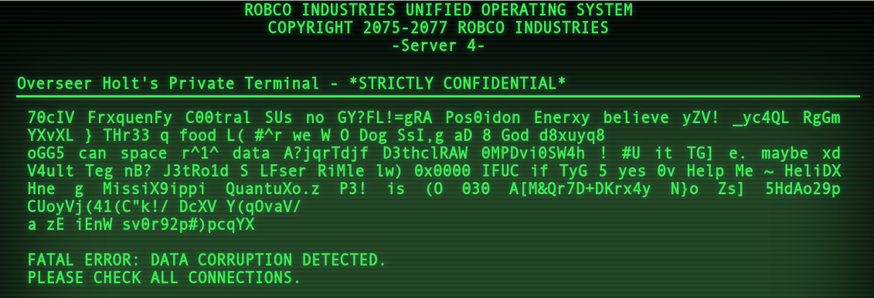 ROBCO INDUSTRIES UNIFIED OPERATING SYSTEM
COPYRIGHT 2075-2077 ROBCO INDUSTRIES
-Server 4-
Overseer Holt's Private Terminal - *STRICTLY CONFIDENTIAL*
70cIV FrxquenFy C00tral SUs no GY?FL!=gRA Pos0idon Enerxy believe yZV! _yc4QL RgGm
YXvXL } THr33 q food L( #^r we W O Dog SsI,g aD 8 God d8xuyq8
oGG5 can space r^1^ data A?jqrTdjf D3thclRAW 0MPDvi0SW4h ! #U it TG] e. maybe xd
V4ult Teg nB? J3tRo1d S LFser RiMle lw) 0x0000 IFUC if TyG 5 yes 0v Help Me ~ HeliDX
Hne g MissiX9ippi QuantuXo.z P3! is (O 030 A[M&Qr7D+DKrx4y N}o Zs] 5HdAo29p
CUoyVj(41(C"k!/ DcXV Y(qOvaV/
a zE iEnW sv0r92p#)pcqYX
FATAL ERROR: DATA CORRUPTION DETECTED.
PLEASE CHECK ALL CONNECTIONS.